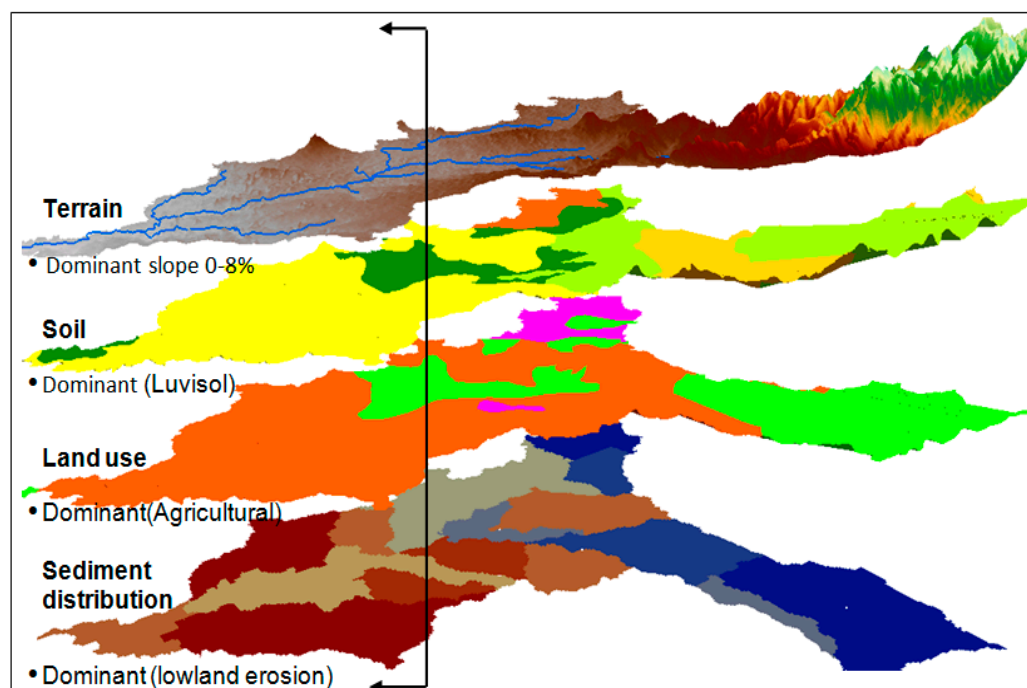 Terrain
• Dominant slope 0-8%
Soil
• Dominant (Luvisol)
Land use
• Dominant(Agricultural)
Sediment
distribution
• Dominant (lowland erosion)